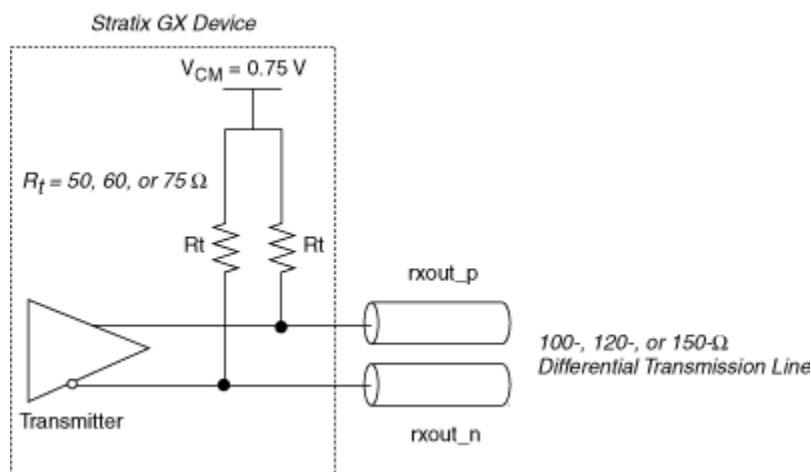 Stratix GX Device
V_CM = 0.75 V
R_t = 50, 60, or 75 Ω
Rt
Rt
rxout_p
100-, 120-, or 150-Ω
Differential Transmission Line
Transmitter
rxout_n